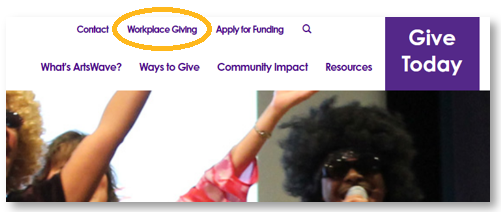 Contact Workplace Giving Apply for Funding
What's ArtsWave? Ways to Give Community Impact Resources
Give
Today